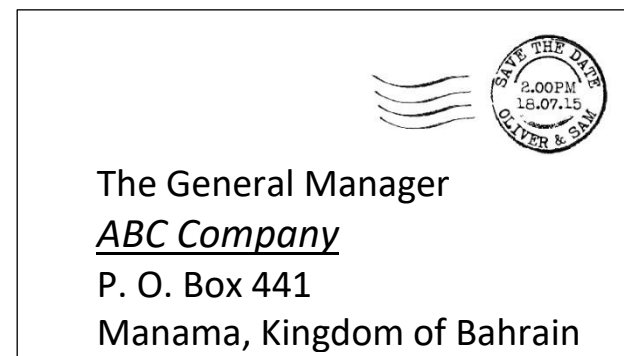 SAVE THE DATE
2.00PM
18.07.15
OLIVER & SAM
The General Manager
ABC Company
P. O. Box 441
Manama, Kingdom of Bahrain